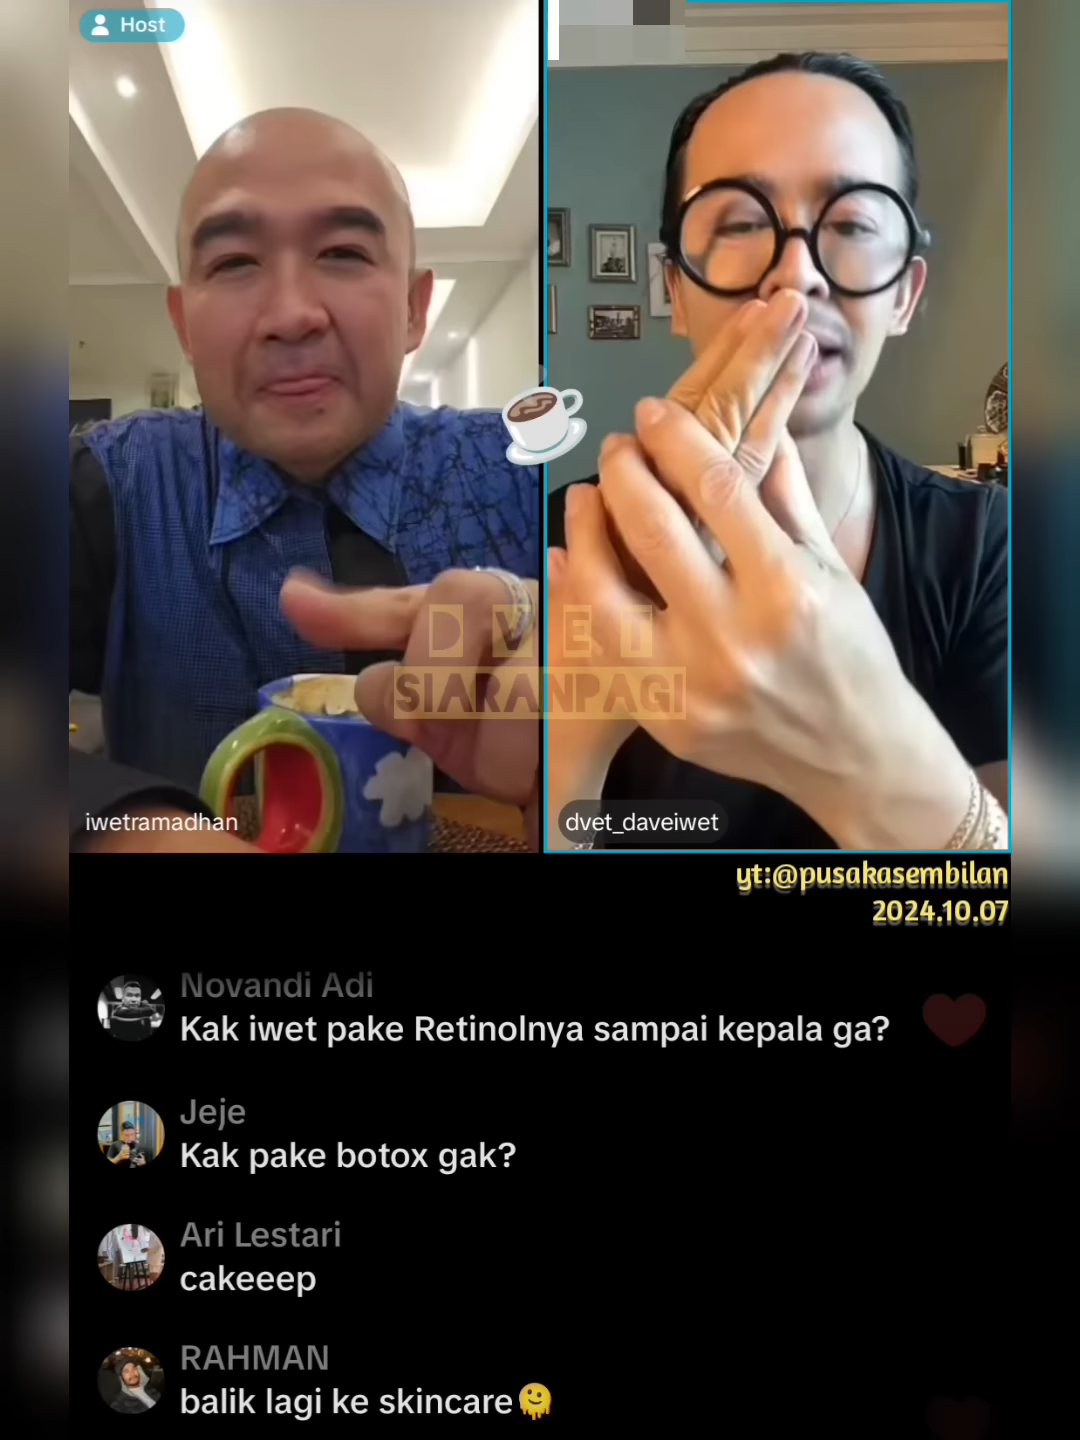 Host
D V E T
SIARANPAGI
iwetramadhan
dvet_daveiwet
yt:@pusakasembilan
2024.10.07
Novandi Adi
Kak iwet pake Retinolnya sampai kepala ga?
Jeje
Kak pake botox gak?
Ari Lestari
cakeeep
RAHMAN
balik lagi ke skincare🫠